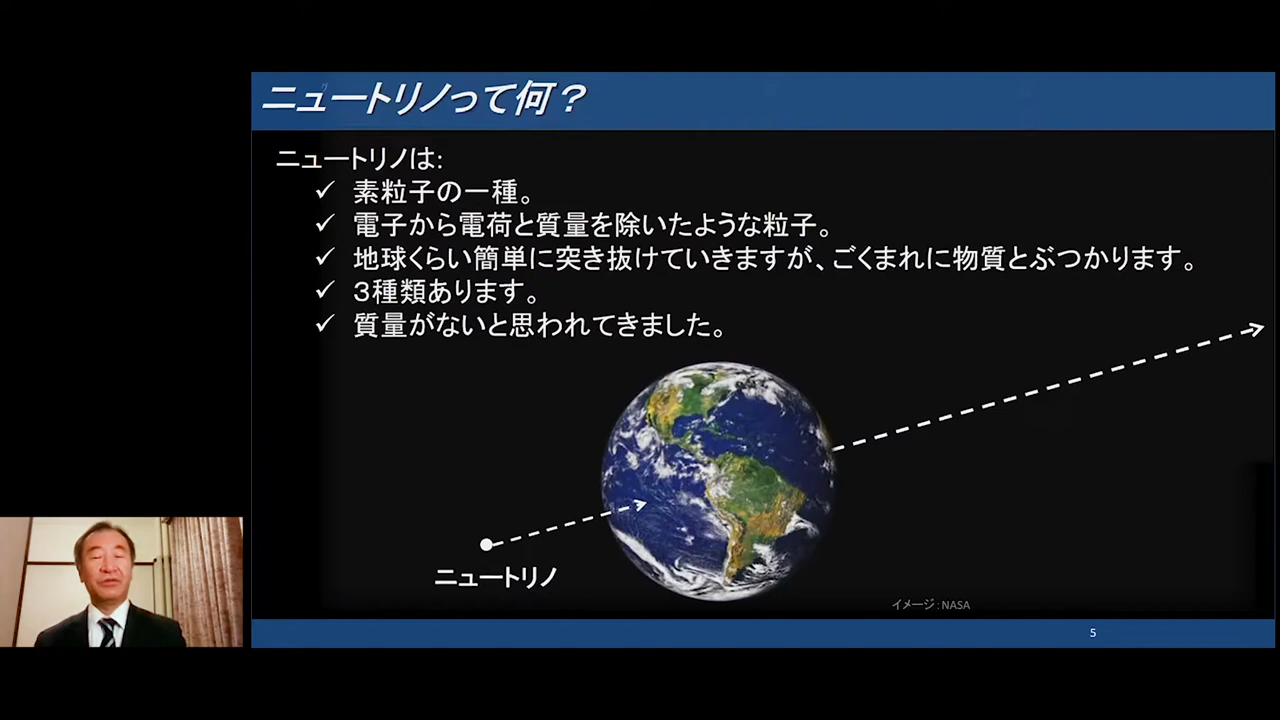 ニュートリノって何？
ニュートリノは:
✓ 素粒子の一種。
✓ 電子から電荷と質量を除いたような粒子。
✓ 地球くらい簡単に突き抜けていきますが、ごくまれに物質とぶつかります。
✓ ３種類あります。
✓ 質量がないと思われてきました。
ニュートリノ
イメージ：NASA
5